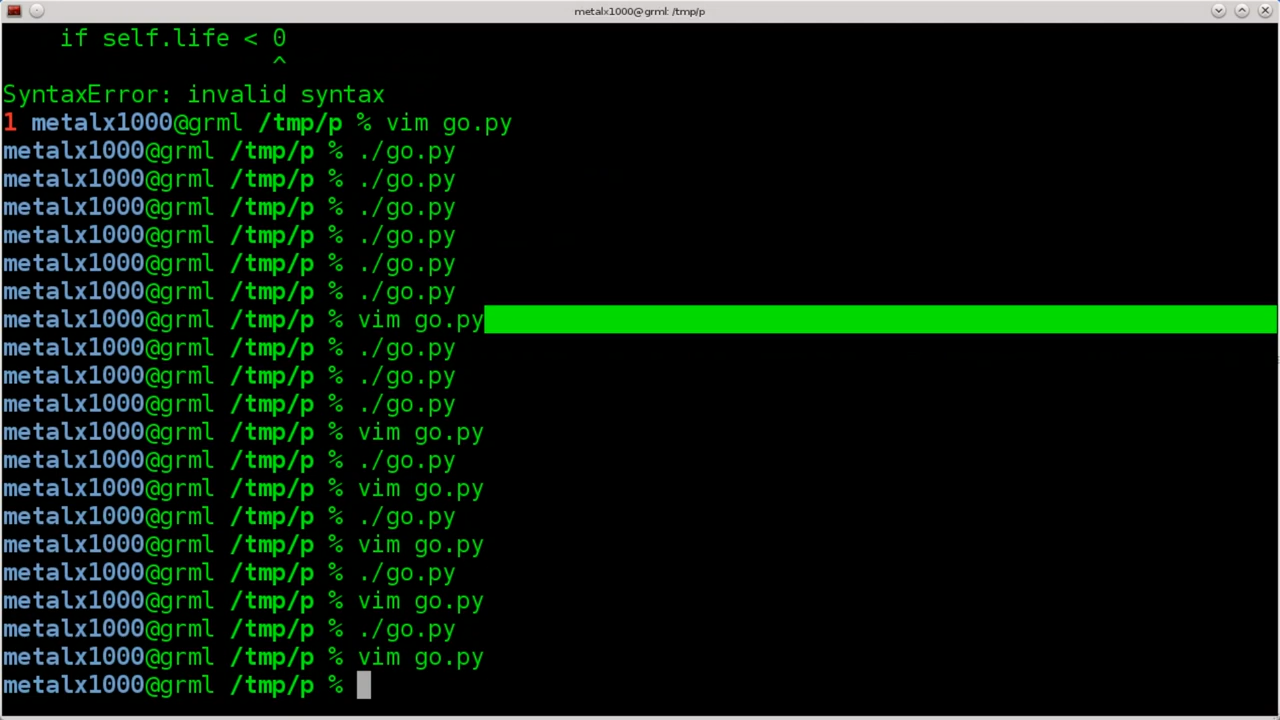 metalx1000@grml: /tmp/p
if self.life < 0
^
SyntaxError: invalid syntax
1 metalx1000@grml /tmp/p % vim go.py
metalx1000@grml /tmp/p % ./go.py
metalx1000@grml /tmp/p % ./go.py
metalx1000@grml /tmp/p % ./go.py
metalx1000@grml /tmp/p % ./go.py
metalx1000@grml /tmp/p % ./go.py
metalx1000@grml /tmp/p % ./go.py
metalx1000@grml /tmp/p % vim go.py
metalx1000@grml /tmp/p % ./go.py
metalx1000@grml /tmp/p % ./go.py
metalx1000@grml /tmp/p % ./go.py
metalx1000@grml /tmp/p % vim go.py
metalx1000@grml /tmp/p % ./go.py
metalx1000@grml /tmp/p % vim go.py
metalx1000@grml /tmp/p % ./go.py
metalx1000@grml /tmp/p % vim go.py
metalx1000@grml /tmp/p % ./go.py
metalx1000@grml /tmp/p % vim go.py
metalx1000@grml /tmp/p % ./go.py
metalx1000@grml /tmp/p % vim go.py
metalx1000@grml /tmp/p %